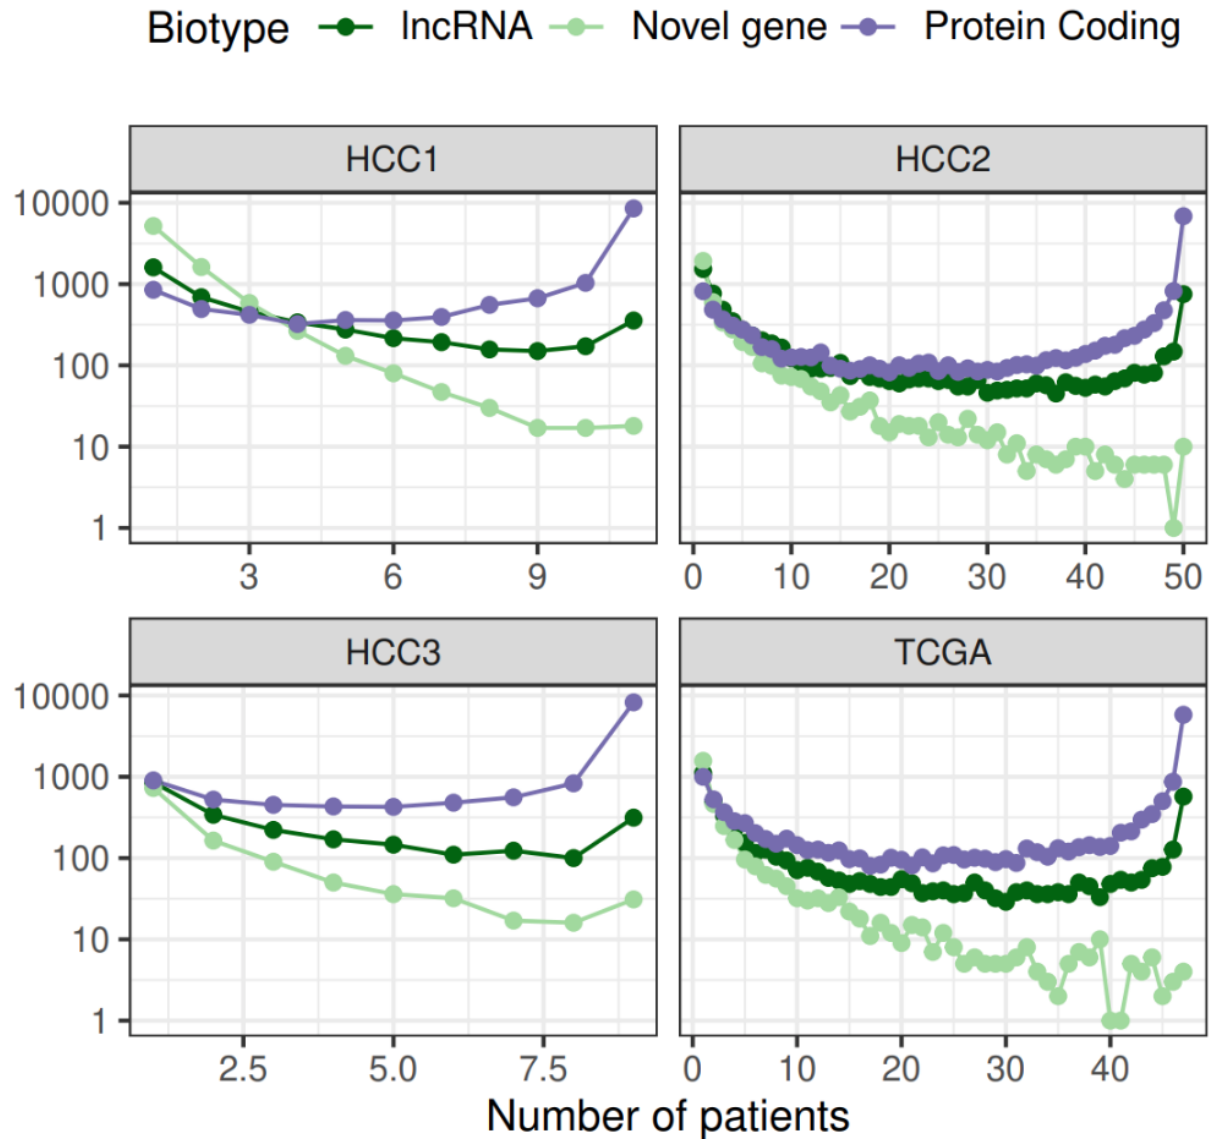 Biotype lncRNA Novel gene Protein Coding
HCC1 HCC2
10000
1000
100
10
1
3 6 9 0 10 20 30 40 50
HCC3 TCGA
10000
1000
100
10
1
2.5 5.0 7.5 0 10 20 30 40
Number of patients